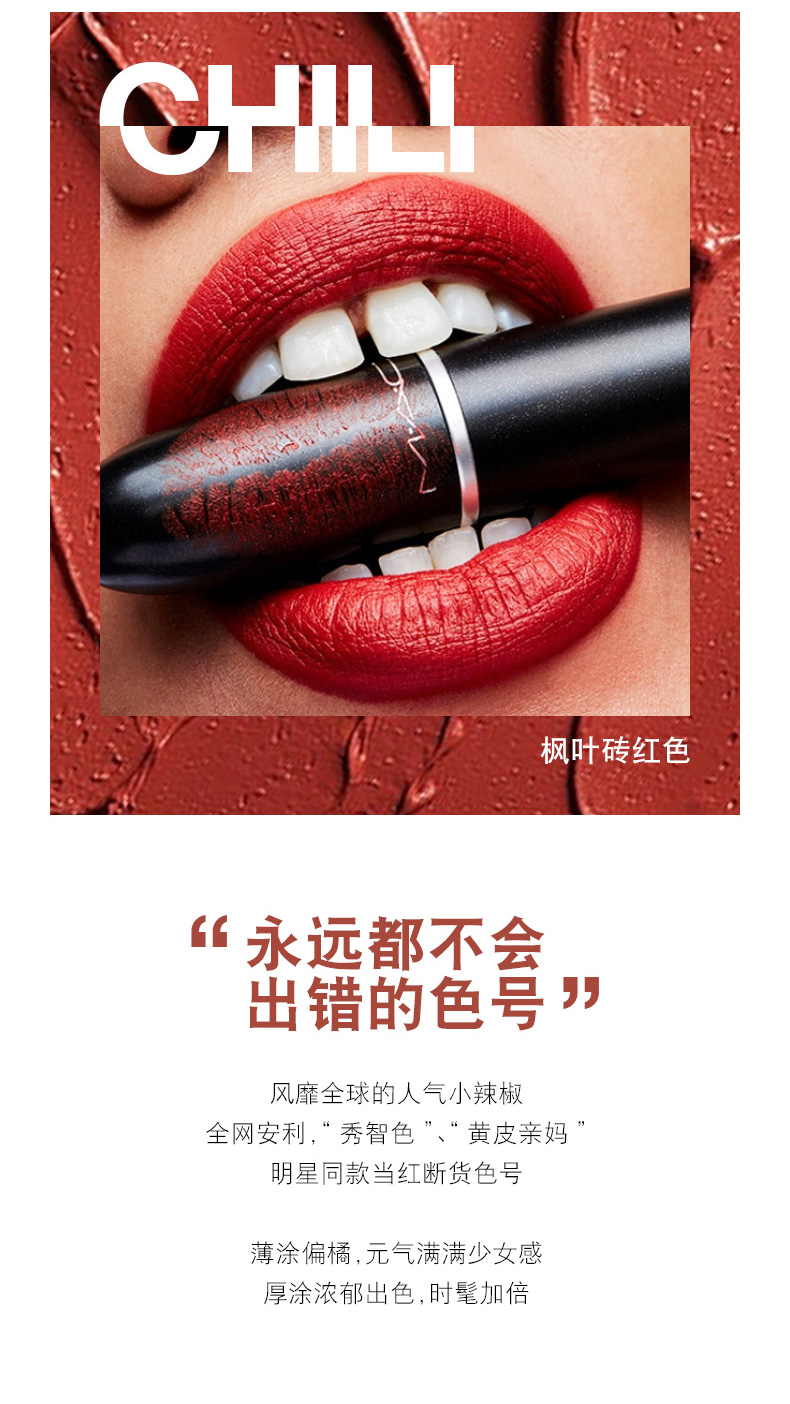 CHILI
M·A·C
枫叶砖红色
“永远都不会
出错的色号”
风靡全球的人气小辣椒
全网安利,“ 秀智色 ”、“ 黄皮亲妈 ”
明星同款当红断货色号
薄涂偏橘,元气满满少女感
厚涂浓郁出色,时髦加倍